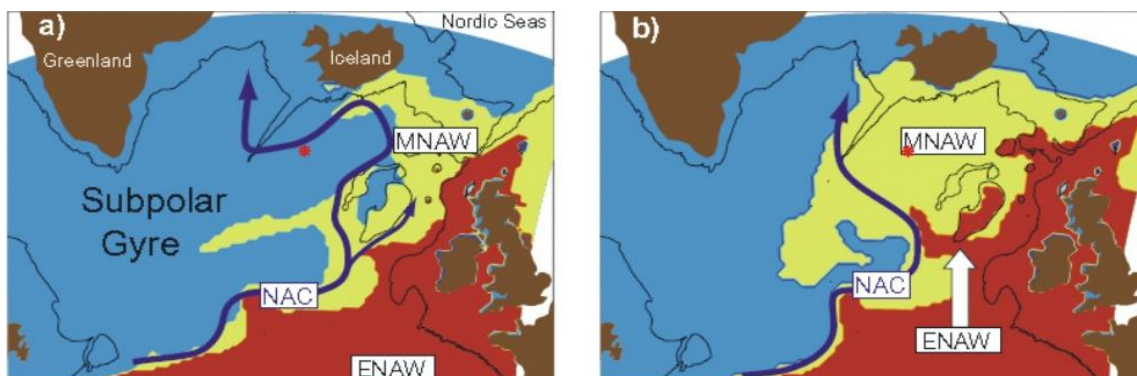 a)
Nordic Seas
Greenland
Iceland
MNAW
Subpolar
Gyre
NAC
ENAW
b)
MNAW
NAC
ENAW